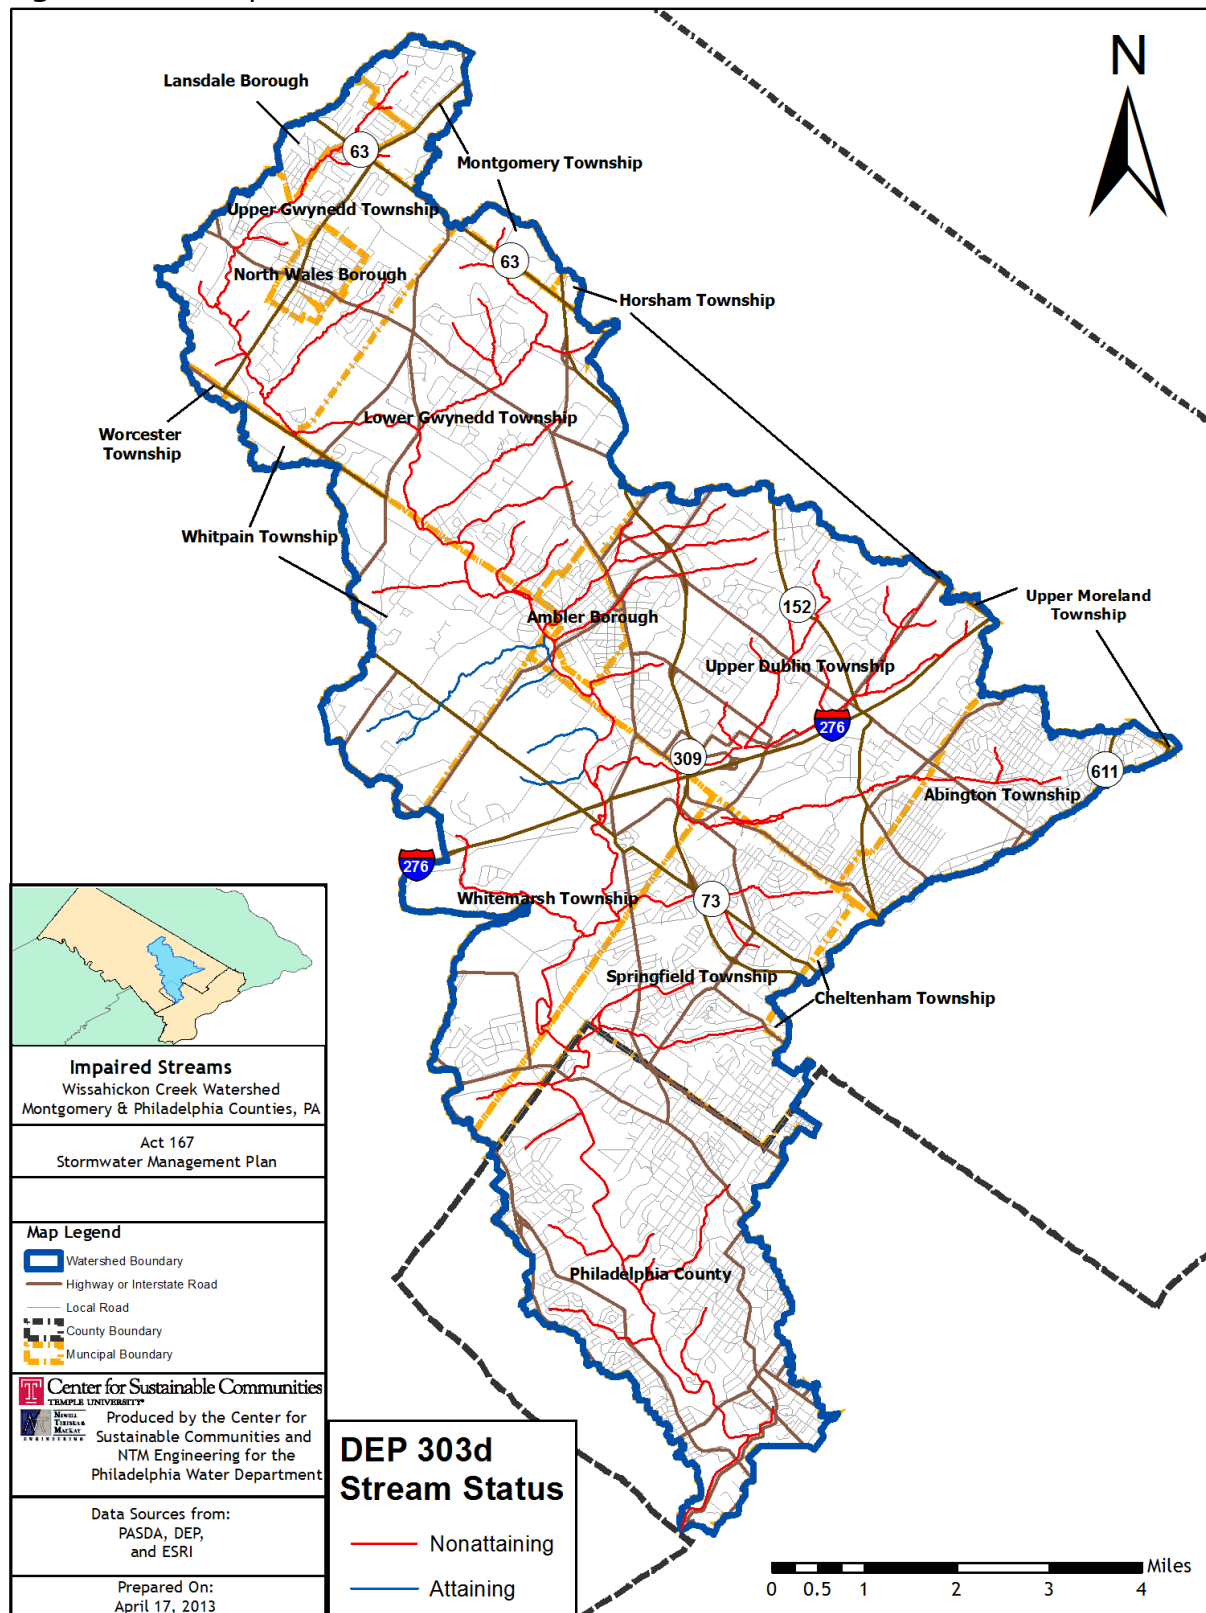 N
Lansdale Borough
63
Montgomery Township
Upper Gwynedd Township
63
North Wales Borough
Horsham Township
Lower Gwynedd Township
Worcester
Township
Whitpain Township
152
Upper Moreland
Township
Ambler Borough
Upper Dublin Township
276
309
611
Abington Township
276
Whitemarsh Township
73
Springfield Township
Cheltenham Township
Philadelphia County
Impaired Streams
Wissahickon Creek Watershed
Montgomery & Philadelphia Counties, PA
Act 167
Stormwater Management Plan
Map Legend
Watershed Boundary
Highway or Interstate Road
Local Road
County Boundary
Muncipal Boundary
T Center for Sustainable Communities
TEMPLE UNIVERSITY®
NEWELL
TERESKA &
MACKAY
ENGINEERING
Produced by the Center for
Sustainable Communities and
NTM Engineering for the
Philadelphia Water Department
Data Sources from:
PASDA, DEP,
and ESRI
Prepared On:
April 17, 2013
DEP 303d
Stream Status
Nonattaining
Attaining
Miles
0 0.5 1 2 3 4